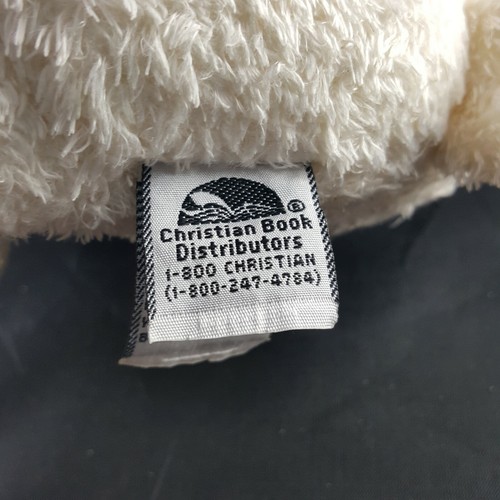 ®
Christian Book
Distributors
1-800 CHRISTIAN
(1-800-247-4784)